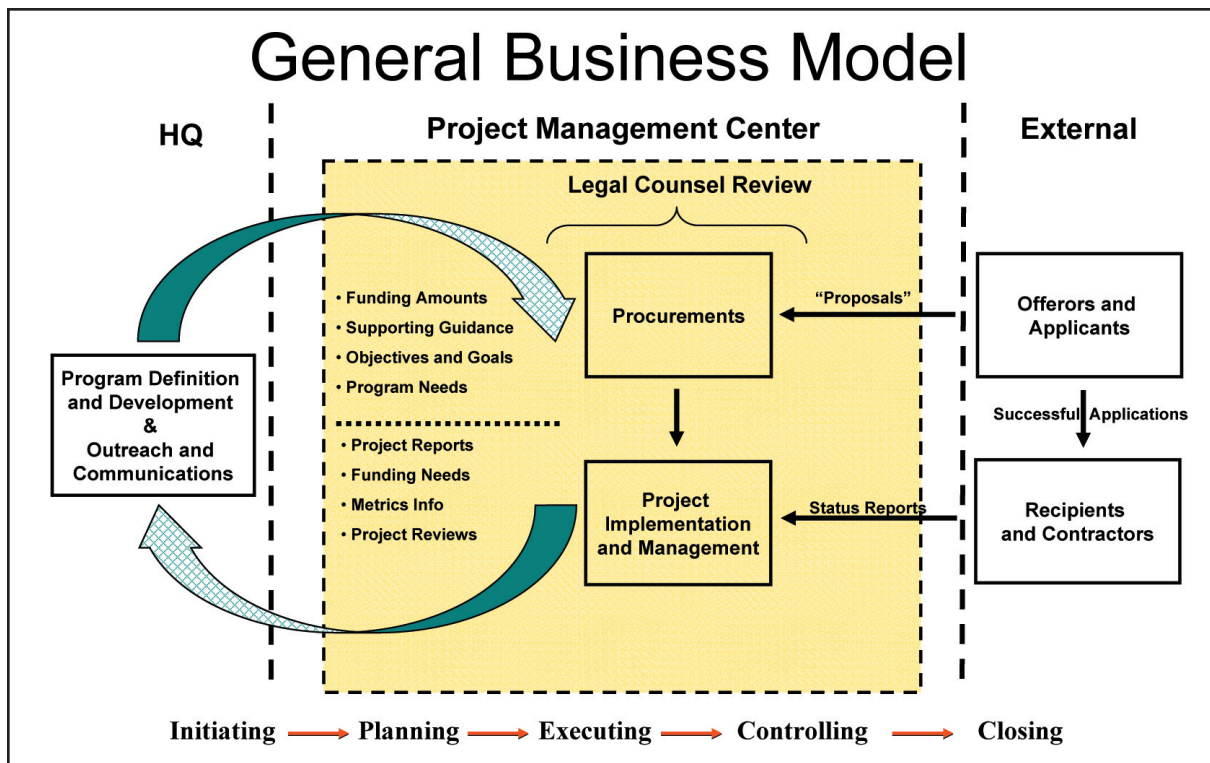 General Business Model
HQ
Project Management Center
External
Legal Counsel Review
• Funding Amounts
• Supporting Guidance
• Objectives and Goals
• Program Needs
• Project Reports
• Funding Needs
• Metrics Info
• Project Reviews
Program Definition
and Development
&
Outreach and
Communications
Procurements
“Proposals”
Offerors and
Applicants
Successful Applications
Project
Implementation
and Management
Status Reports
Recipients
and Contractors
Initiating Planning Executing Controlling Closing